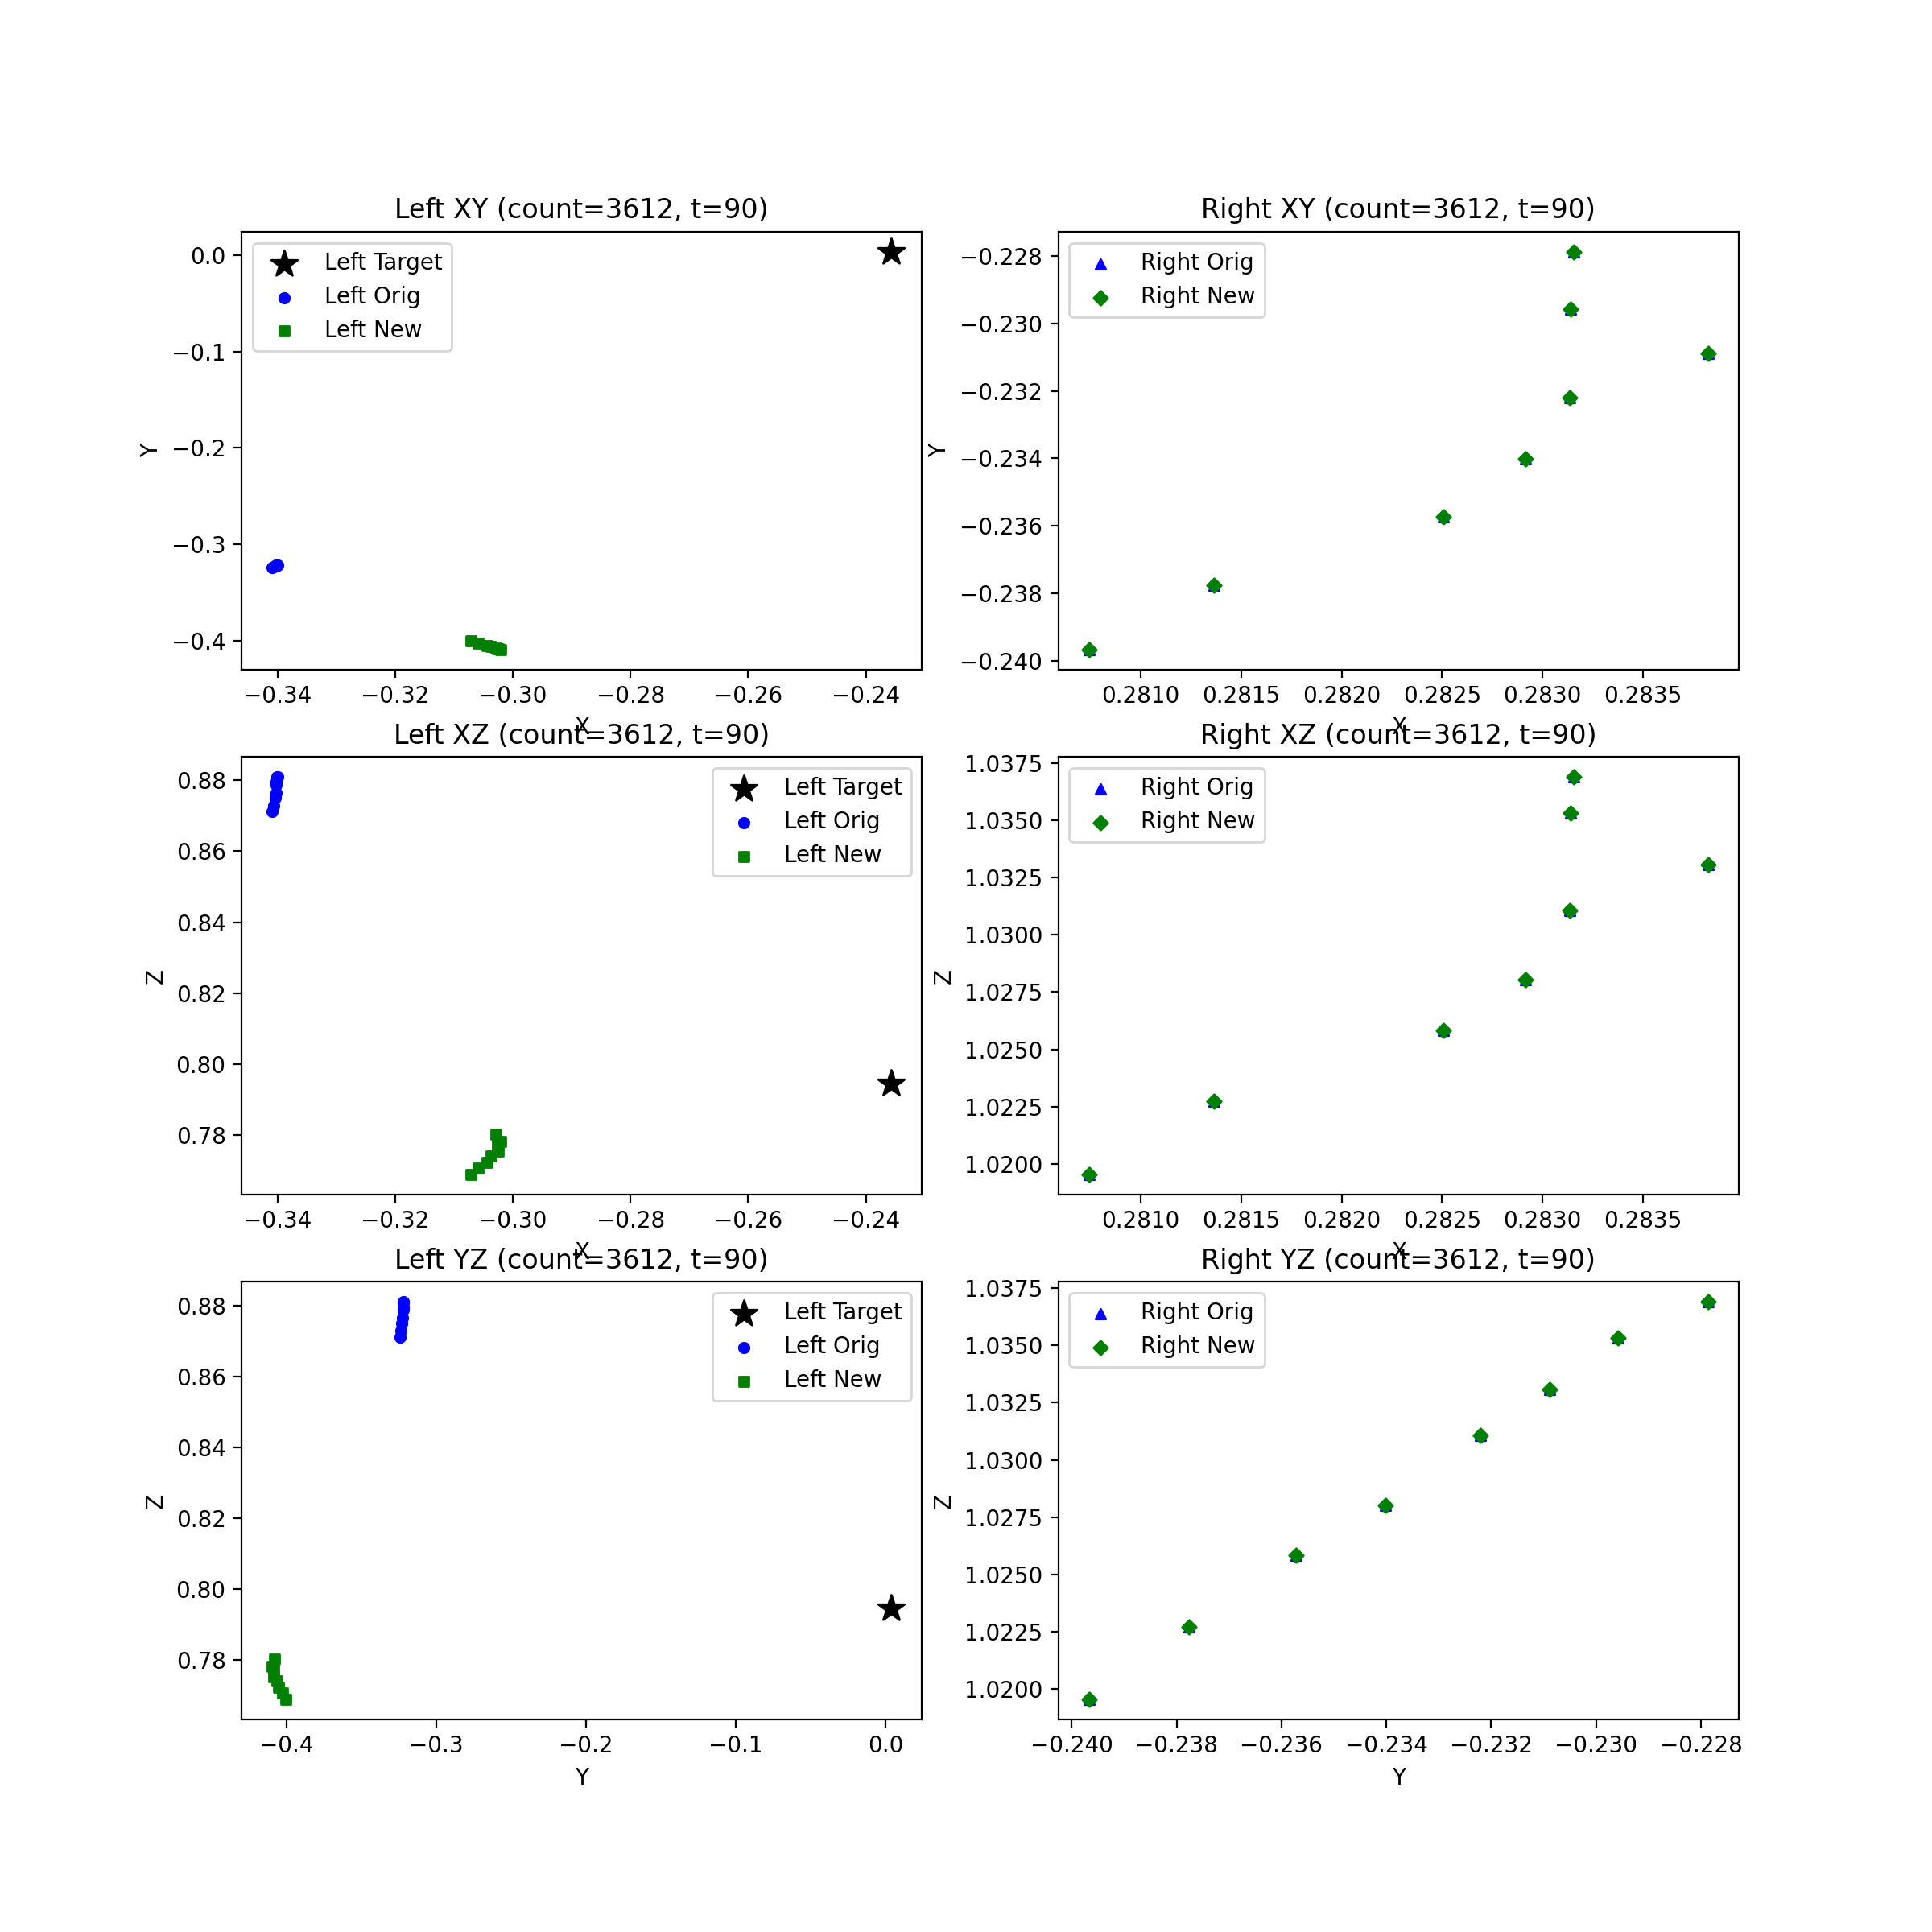 Left XY (count=3612, t=90)
Left Target
Left Orig
Left New
0.0
−0.1
−0.2
−0.3
−0.4
Y
−0.34 −0.32 −0.30 −0.28 −0.26 −0.24
X
Right XY (count=3612, t=90)
Right Orig
Right New
−0.228
−0.230
−0.232
−0.234
−0.236
−0.238
−0.240
Y
0.2810 0.2815 0.2820 0.2825 0.2830 0.2835
X
Left XZ (count=3612, t=90)
Left Target
Left Orig
Left New
0.88
0.86
0.84
0.82
0.80
0.78
Z
−0.34 −0.32 −0.30 −0.28 −0.26 −0.24
X
Right XZ (count=3612, t=90)
Right Orig
Right New
1.0375
1.0350
1.0325
1.0300
1.0275
1.0250
1.0225
1.0200
Z
0.2810 0.2815 0.2820 0.2825 0.2830 0.2835
X
Left YZ (count=3612, t=90)
Left Target
Left Orig
Left New
0.88
0.86
0.84
0.82
0.80
0.78
Z
−0.4 −0.3 −0.2 −0.1 0.0
Y
Right YZ (count=3612, t=90)
Right Orig
Right New
1.0375
1.0350
1.0325
1.0300
1.0275
1.0250
1.0225
1.0200
Z
−0.240 −0.238 −0.236 −0.234 −0.232 −0.230 −0.228
Y